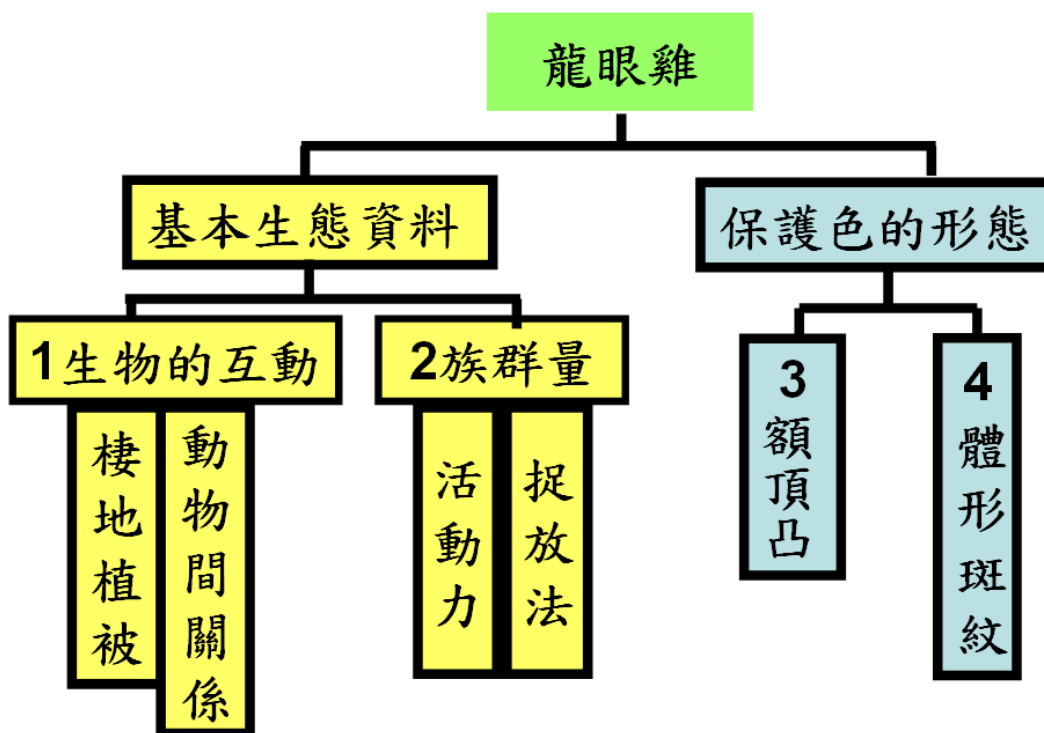 龍眼雞
基本生態資料
保護色的形態
1生物的互動
2族群量
3額頂凸
4體形斑紋
棲地植被
動物間關係
活動力
捉放法